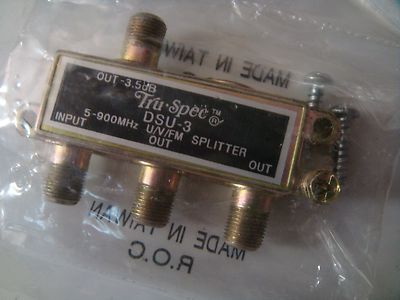 MADE IN TAIWAN
OUT -3.5dB
Tru·Spec™ ®
DSU-3
5-900MHz U/V/FM SPLITTER
INPUT
OUT
OUT
MADE IN TAIWAN
R.O.C